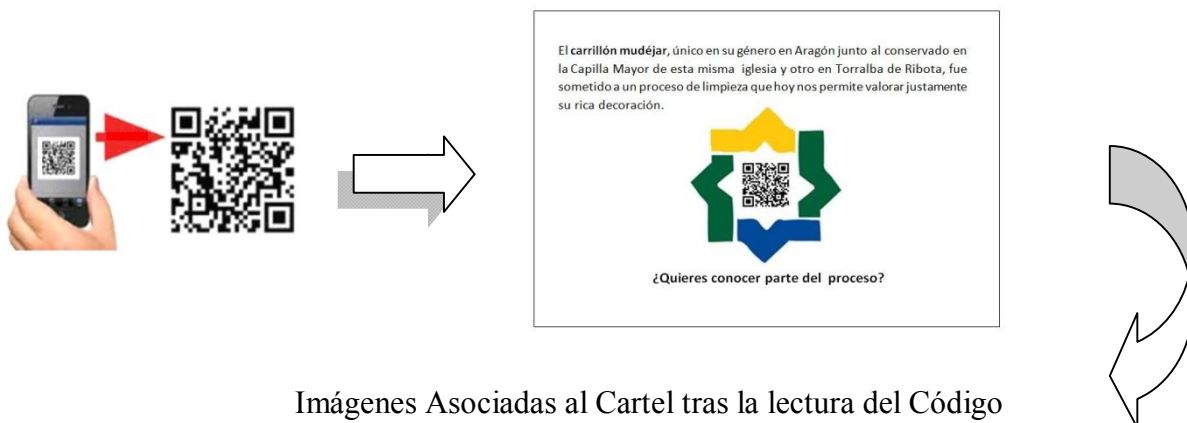 El carrillón mudéjar, único en su género en Aragón junto al conservado en
la Capilla Mayor de esta misma iglesia y otro en Torralba de Ribota, fue
sometido a un proceso de limpieza que hoy nos permite valorar justamente
su rica decoración.
¿Quieres conocer parte del proceso?
Imágenes Asociadas al Cartel tras la lectura del Código